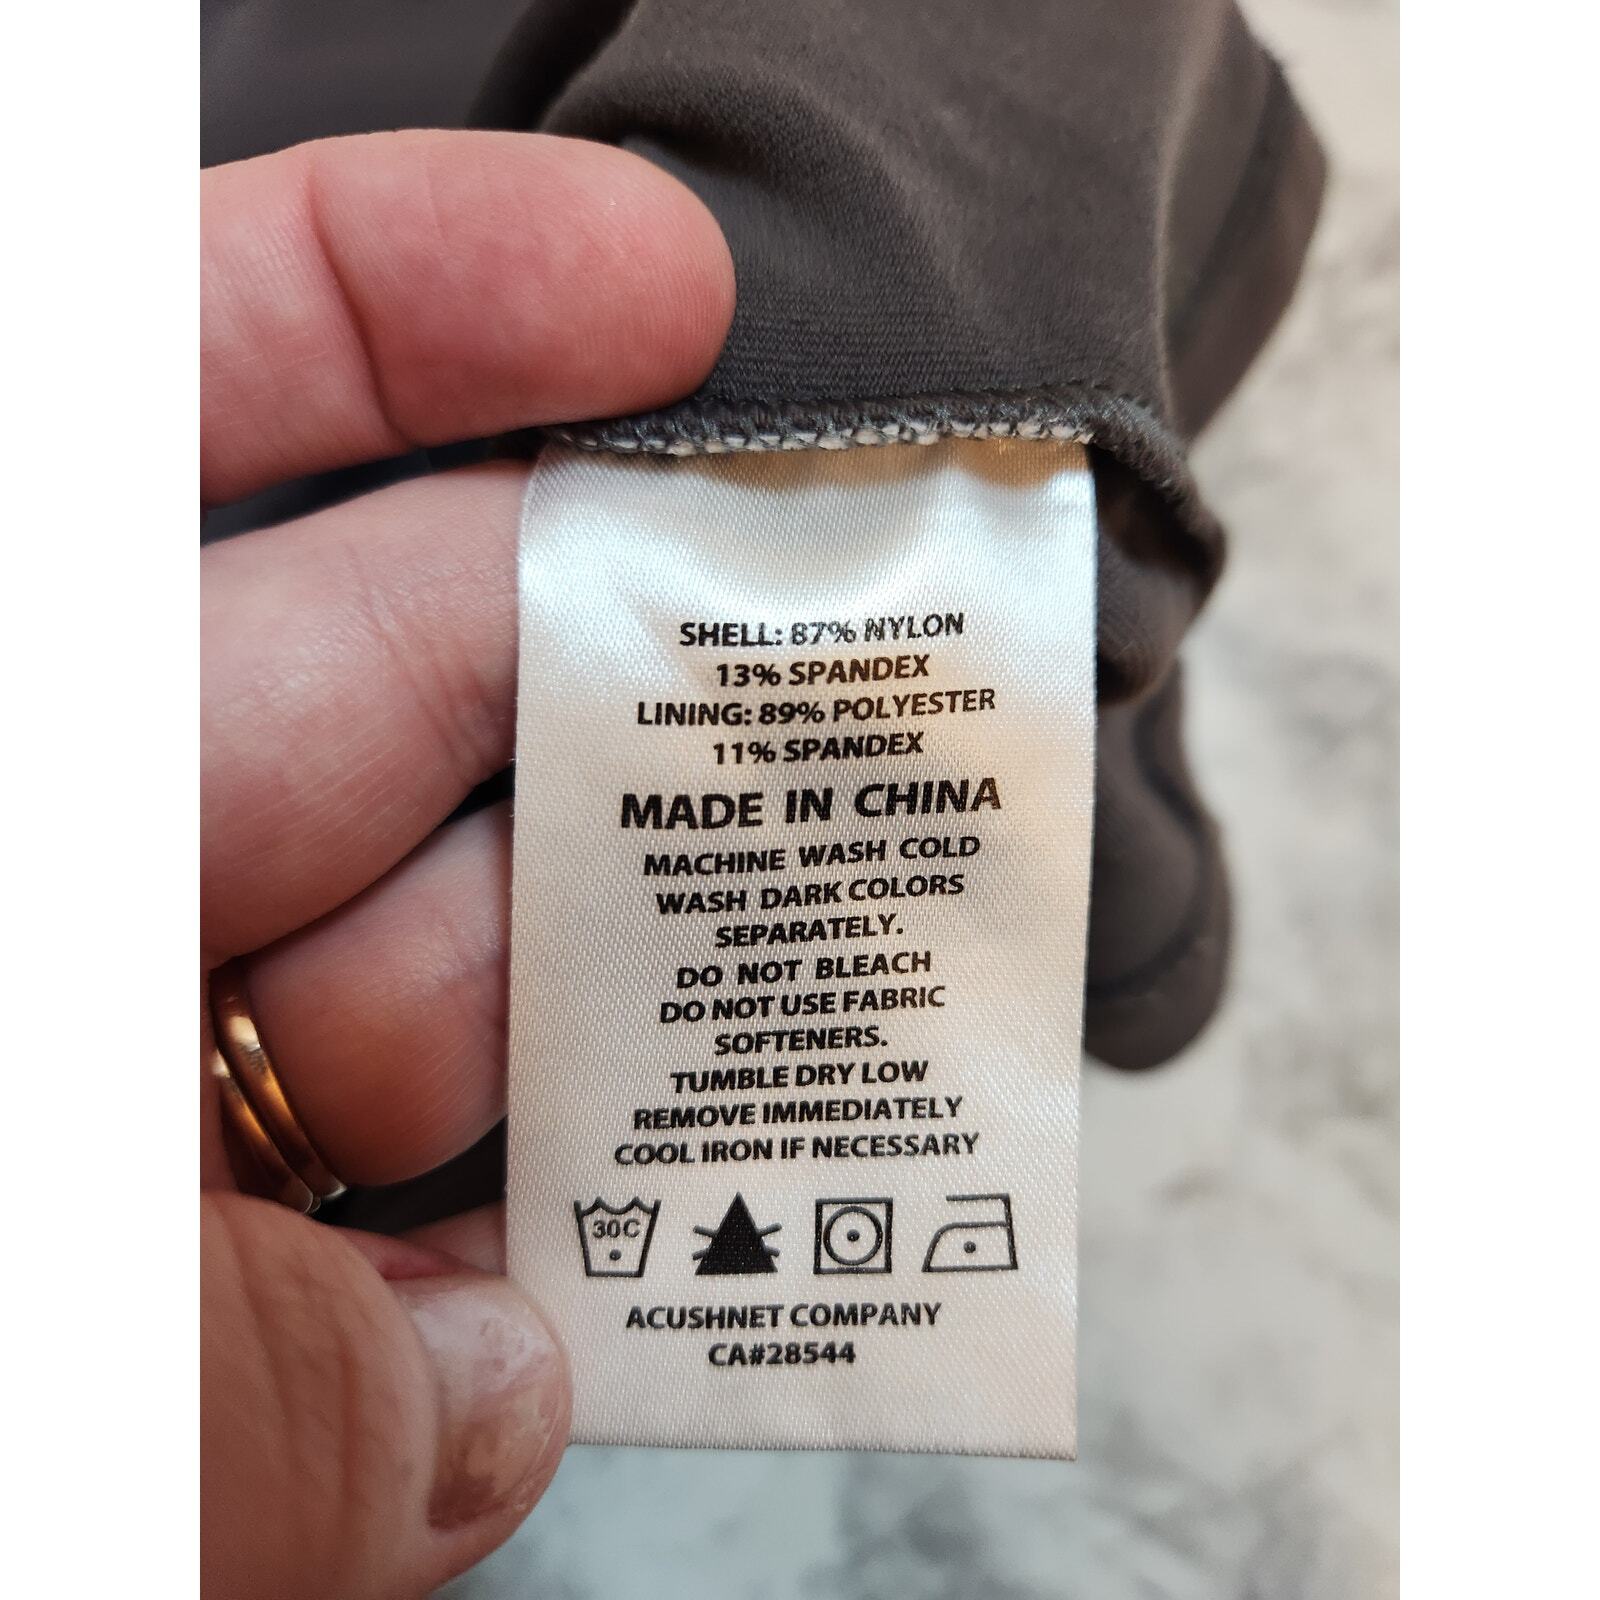 SHELL: 87% NYLON
13% SPANDEX
LINING: 89% POLYESTER
11% SPANDEX
MADE IN CHINA
MACHINE WASH COLD
WASH DARK COLORS
SEPARATELY.
DO NOT BLEACH
DO NOT USE FABRIC
SOFTENERS.
TUMBLE DRY LOW
REMOVE IMMEDIATELY
COOL IRON IF NECESSARY
30C
ACUSHNET COMPANY
CA#28544